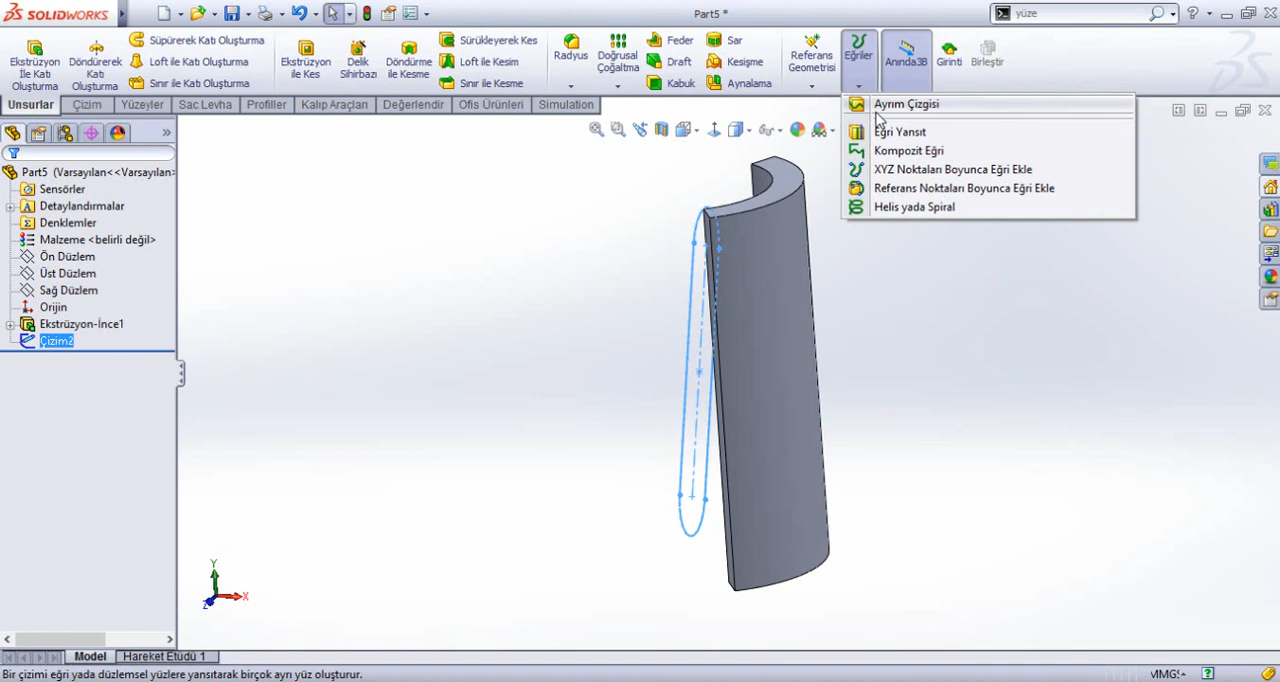 SOLIDWORKS
Part5 *
yüze
Ekstrüzyon İle Katı Oluşturma
Döndürerek Katı Oluşturma
Süpürerek Katı Oluşturma
Loft ile Katı Oluşturma
Sınır ile Katı Oluşturma
Ekstrüzyon ile Kes
Delik Sihirbazı
Döndürme ile Kesme
Sürükleyerek Kes
Loft ile Kesim
Sınır ile Kesme
Radyus
Doğrusal Çoğaltma
Feder
Draft
Kabuk
Sar
Kesişme
Aynalama
Referans Geometrisi
Eğriler
Anında3B
Girinti
Birleştir
Unsurlar
Çizim
Yüzeyler
Sac Levha
Profiller
Kalıp Araçları
Değerlendir
Ofis Ürünleri
Simulation
Ayrım Çizgisi
Eğri Yansıt
Kompozit Eğri
XYZ Noktaları Boyunca Eğri Ekle
Referans Noktaları Boyunca Eğri Ekle
Helis yada Spiral
Part5 (Varsayılan<<Varsayılan>
Sensörler
Detaylandırmalar
Denklemler
Malzeme <belirli değil>
Ön Düzlem
Üst Düzlem
Sağ Düzlem
Orijin
Ekstrüzyon-İnce1
Çizim2
Y
X
Z
Model
Hareket Etüdü 1
Bir çizimi eğri yada düzlemsel yüzlere yansıtarak birçok ayrı yüz oluşturur.
MMGS